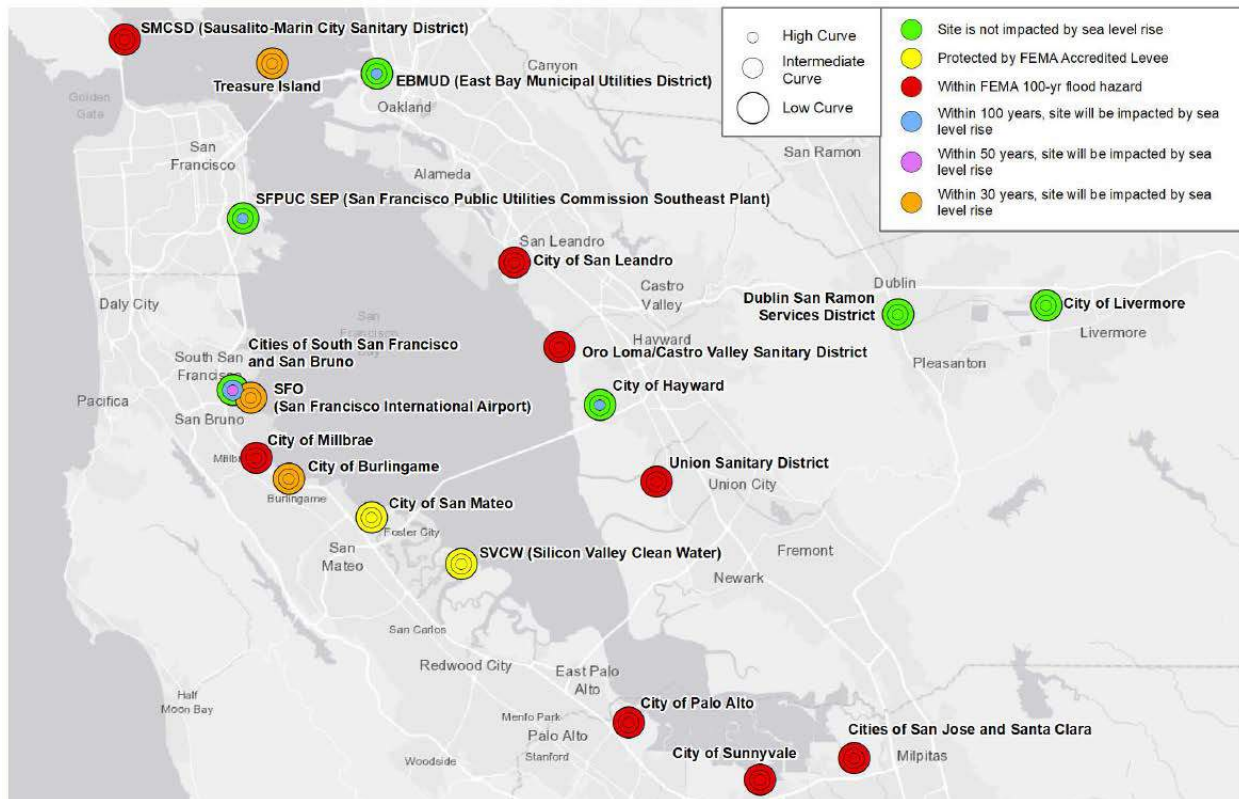 SMCSD (Sausalito-Marin City Sanitary District)
Treasure Island
EBMUD (East Bay Municipal Utilities District)
Canyon
Oakland
Golden
Gate
San
Francisco
Alameda
San Ramon
High Curve
Intermediate
Curve
Low Curve
Site is not impacted by sea level rise
Protected by FEMA Accredited Levee
Within FEMA 100-yr flood hazard
Within 100 years, site will be impacted by sea
level rise
Within 50 years, site will be impacted by sea
level rise
Within 30 years, site will be impacted by sea
level rise
SFPUC SEP (San Francisco Public Utilities Commission Southeast Plant)
San Leandro
City of San Leandro
Daly City
Castro
Valley
Dublin
Dublin San Ramon
Services District
City of Livermore
Livermore
Pleasanton
San
Francisco Bay
Hayward
Oro Loma/Castro Valley Sanitary District
Cities of South San Francisco
and San Bruno
South San
Francisco
SFO
(San Francisco International Airport)
City of Hayward
Pacifica
San Bruno
City of Millbrae
Millbr
City of Burlingame
Burlingame
Union Sanitary District
Union City
City of San Mateo
Foster City
San
Mateo
SVCW (Silicon Valley Clean Water)
Fremont
Newark
San Carlos
Redwood City
East Palo
Alto
Half
Moon Bay
City of Palo Alto
Menlo Park
Palo Alto
Stanford
Woodside
Cities of San Jose and Santa Clara
Milpitas
City of Sunnyvale